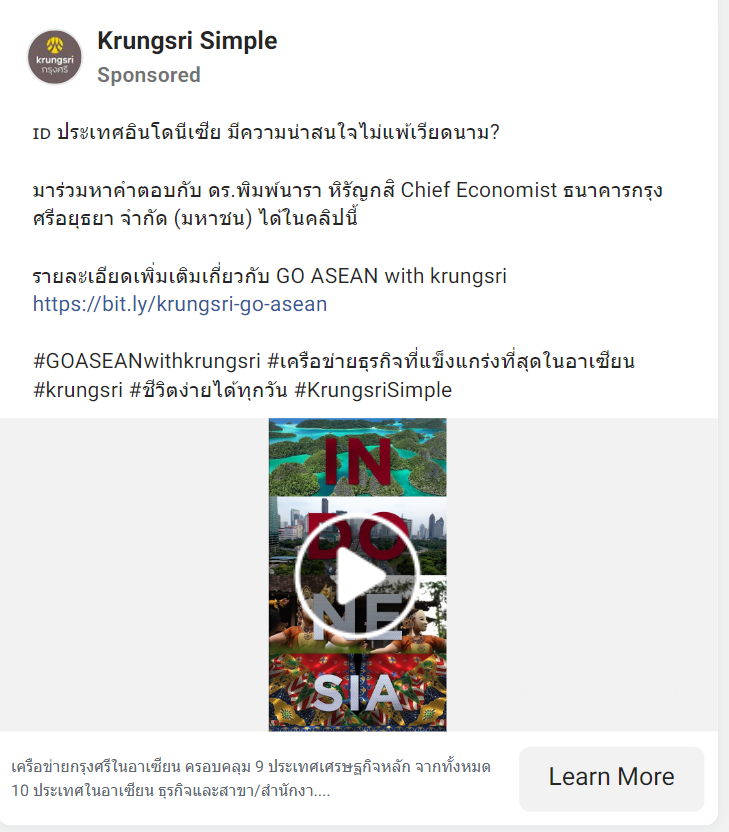 krungsri
กรุงศรี
Krungsri Simple
Sponsored
ID ประเทศอินโดนีเซีย มีความน่าสนใจไม่แพ้เวียดนาม?
มาร่วมหาคำตอบกับ ดร.พิมพ์นารา หิรัญกสิ Chief Economist ธนาคารกรุง
ศรีอยุธยา จำกัด (มหาชน) ได้ในคลิปนี้
รายละเอียดเพิ่มเติมเกี่ยวกับ GO ASEAN with krungsri
https://bit.ly/krungsri-go-asean
#GOASEANwithkrungsri #เครือข่ายธุรกิจที่แข็งแกร่งที่สุดในอาเซียน
#krungsri #ชีวิตง่ายได้ทุกวัน #KrungsriSimple
IN
DO
NE
SIA
เครือข่ายกรุงศรีในอาเซียน ครอบคลุม 9 ประเทศเศรษฐกิจหลัก จากทั้งหมด
10 ประเทศในอาเซียน ธุรกิจและสาขา/สำนักงา....
Learn More